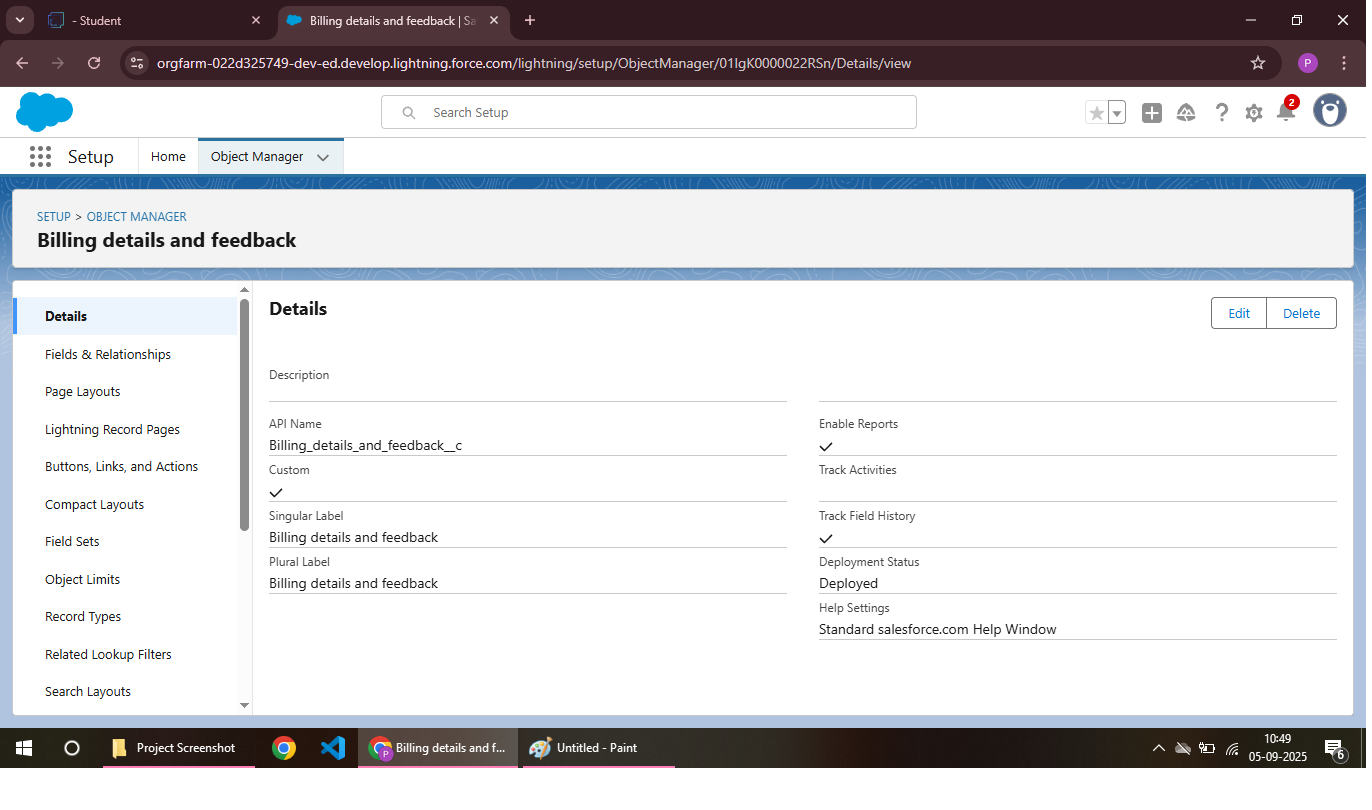 - Student
Billing details and feedback | Sa
orgfarm-022d325749-dev-ed.develop.lightning.force.com/lightning/setup/ObjectManager/01IgK0000022RSn/Details/view
P
Search Setup
2
Setup
Home
Object Manager
SETUP > OBJECT MANAGER
Billing details and feedback
Details
Fields & Relationships
Page Layouts
Lightning Record Pages
Buttons, Links, and Actions
Compact Layouts
Field Sets
Object Limits
Record Types
Related Lookup Filters
Search Layouts
Details
Edit
Delete
Description
API Name
Billing_details_and_feedback__c
Custom
Singular Label
Billing details and feedback
Plural Label
Billing details and feedback
Enable Reports
Track Activities
Track Field History
Deployment Status
Deployed
Help Settings
Standard salesforce.com Help Window
Project Screenshot
P
Billing details and f...
Untitled - Paint
10:49
05-09-2025
6